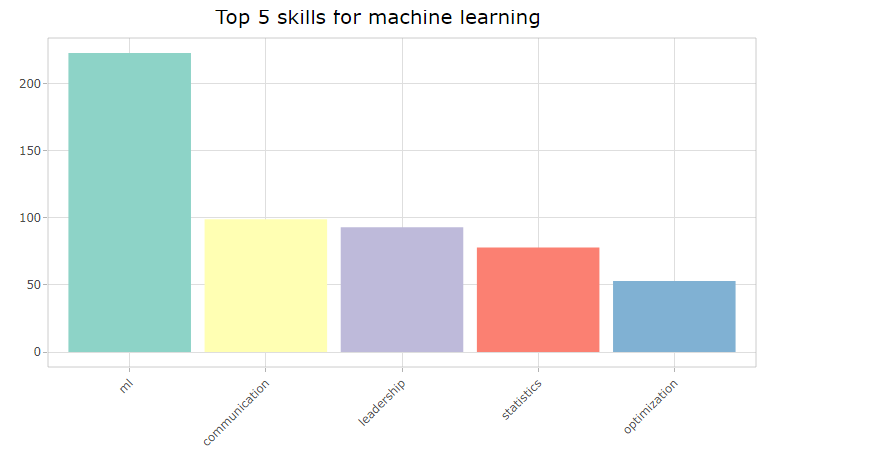 Top 5 skills for machine learning
200
150
100
50
0
ml
communication
leadership
statistics
optimization